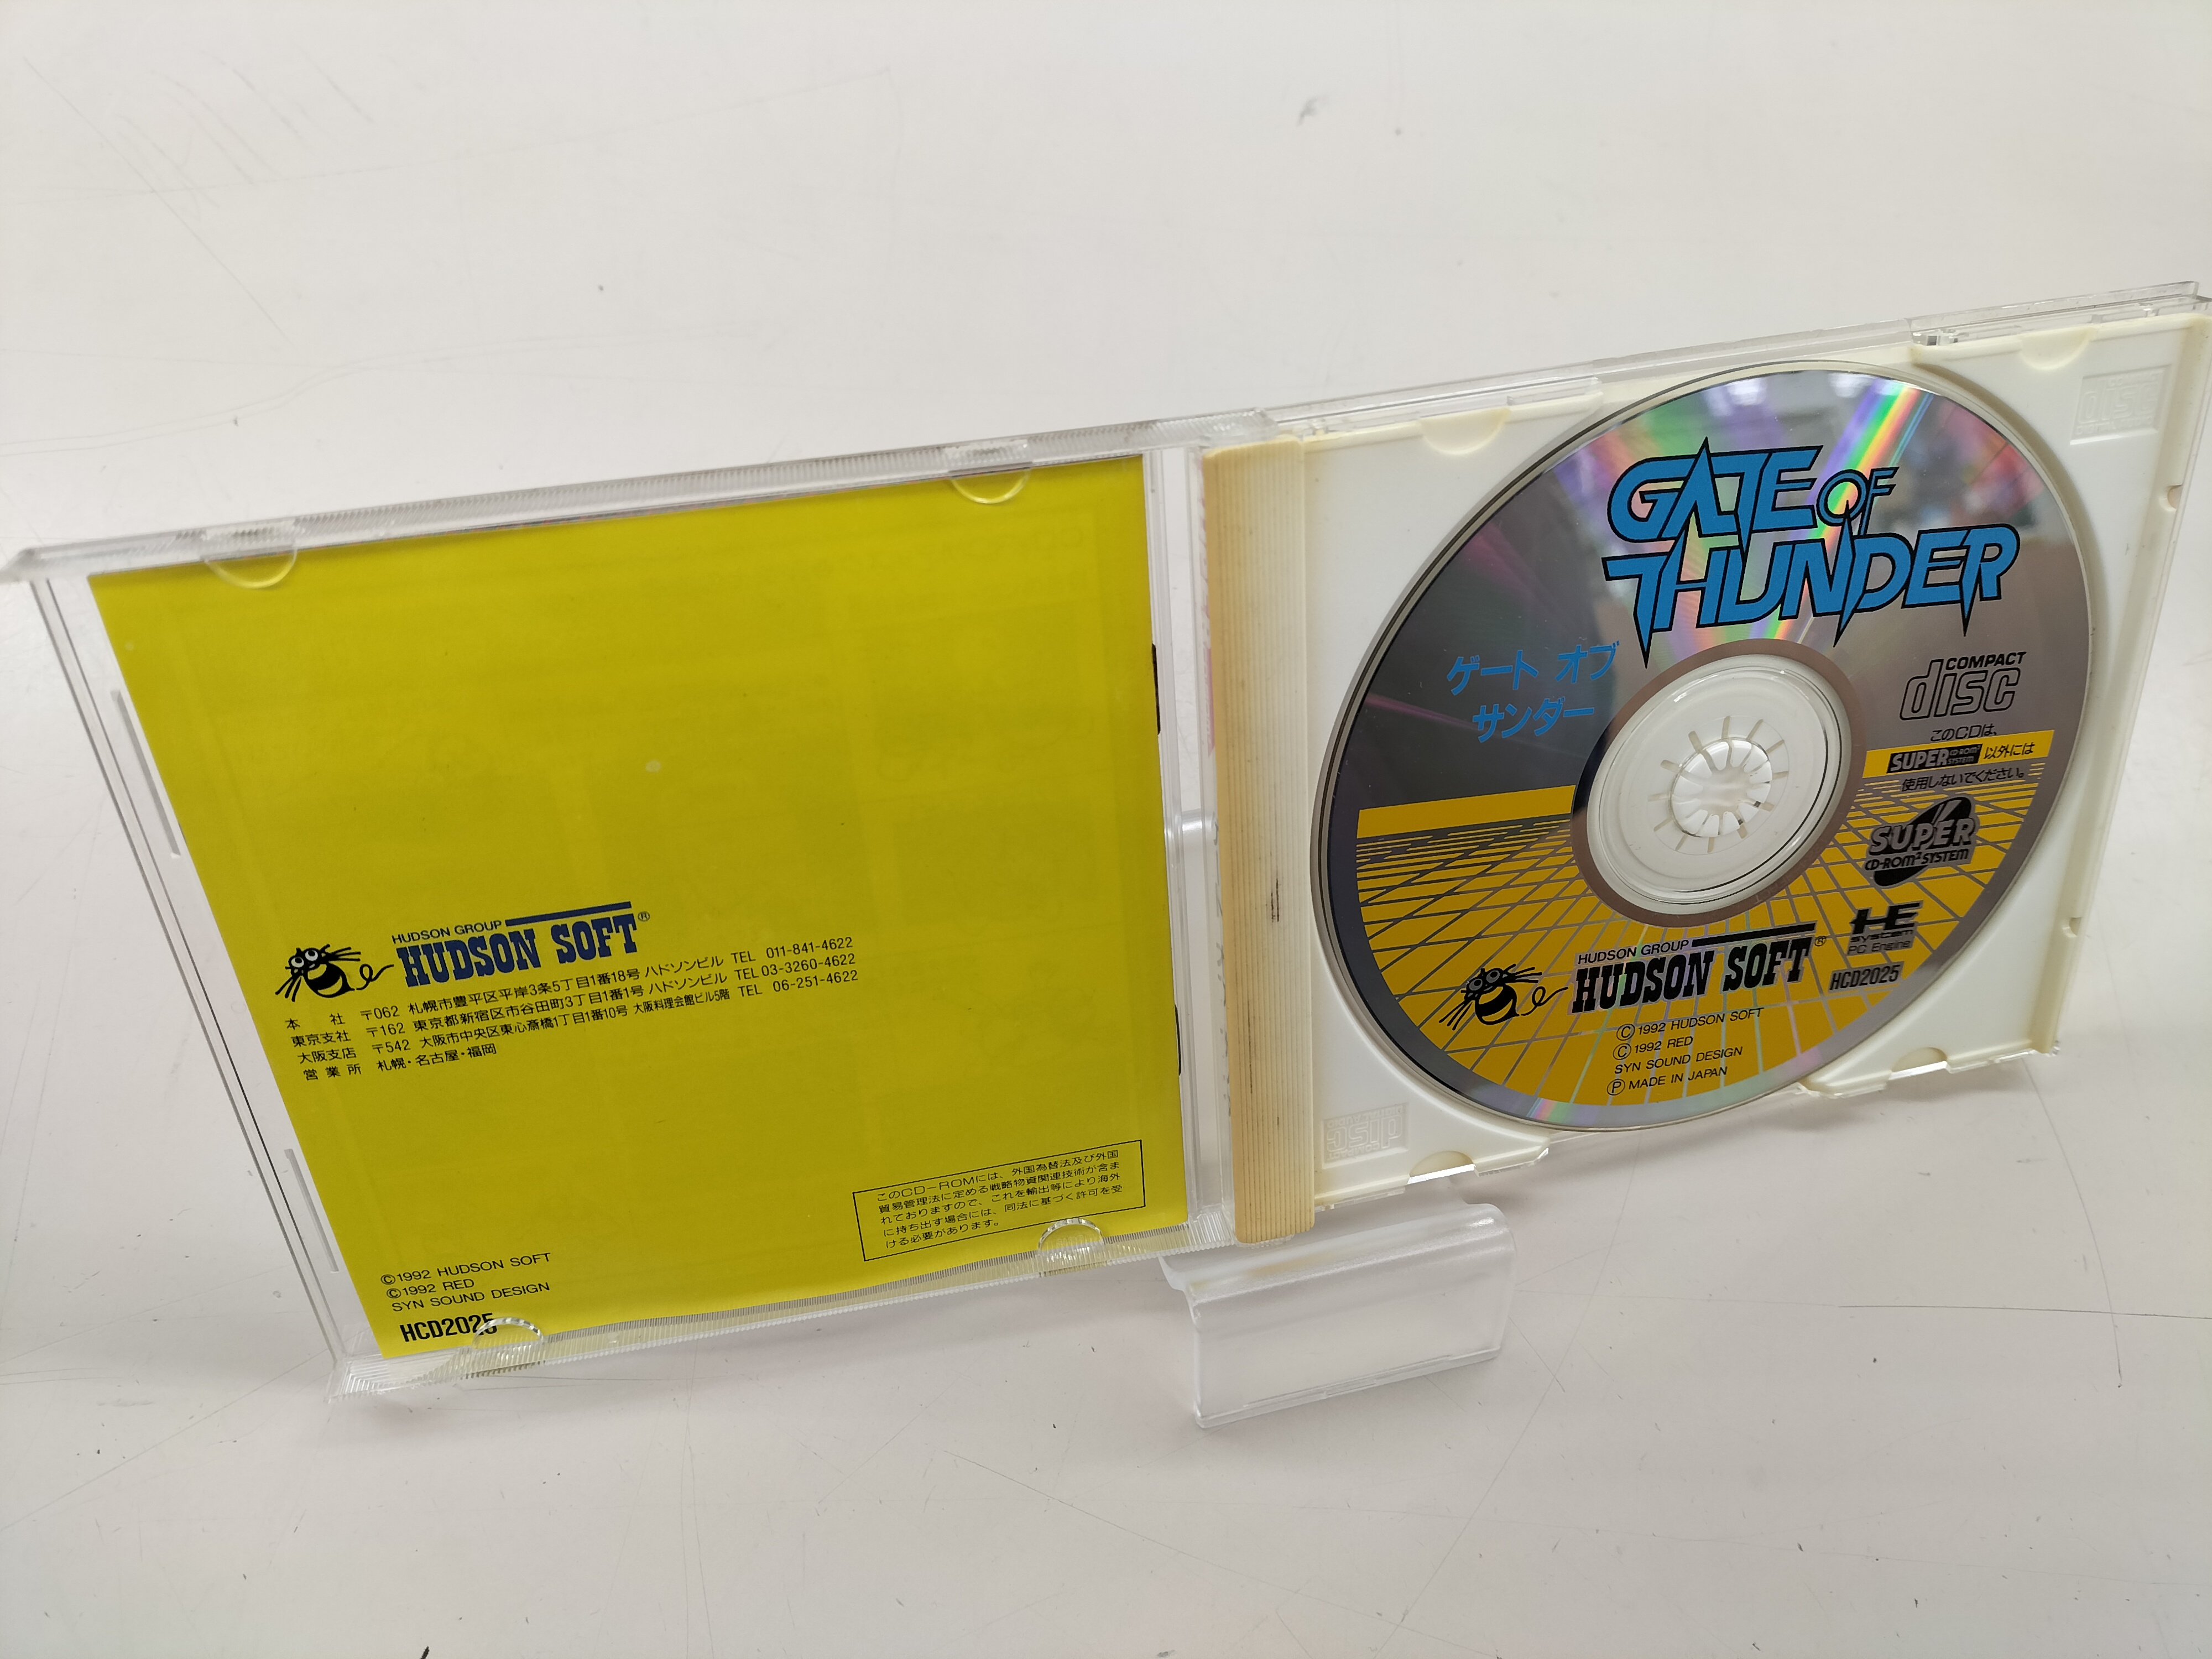 HUDSON GROUP
HUDSON SOFT®
本 社 〒062 札幌市豊平区平岸3条5丁目1番18号 ハドソンビル TEL 011-841-4622
東京支社 〒162 東京都新宿区市谷田町3丁目1番1号 ハドソンビル TEL 03-3260-4622
大阪支店 〒542 大阪市中央区東心斎橋1丁目1番10号 大阪料理会館ビル5階 TEL 06-251-4622
営業所 札幌・名古屋・福岡
このCD-ROMには、外国為替法及び外国
貿易管理法に定める戦略物資関連技術が含ま
れておりますので、これを輸出等により海外
に持ち出す場合には、同法に基づく許可を受
ける必要があります。
©1992 HUDSON SOFT
©1992 RED
SYN SOUND DESIGN
HCD2025
GATE OF
THUNDER
ゲート オブ
サンダー
COMPACT
disc
このCDは、
SUPER CD-ROM² SYSTEM 以外には
使用しないでください。
SUPER
CD-ROM² SYSTEM
HE
SYSTEM
PC Engine
HCD2025
HUDSON GROUP
HUDSON SOFT®
©1992 HUDSON SOFT
©1992 RED
SYN SOUND DESIGN
Ⓟ MADE IN JAPAN
disc
disc